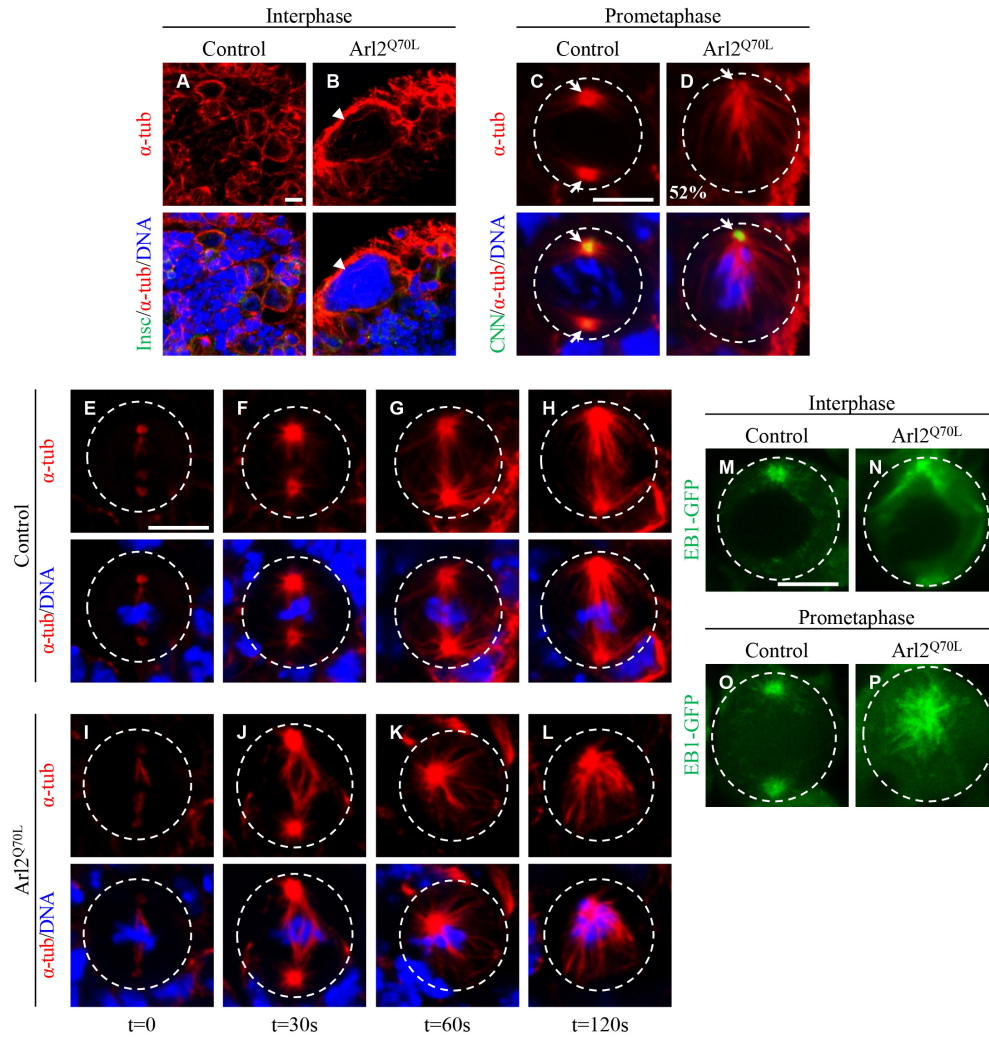 Interphase
Prometaphase
Control
Arl2Q70L
Control
Arl2Q70L
A
B
C
D
α-tub
α-tub
52%
Insc/α-tub/DNA
CNN/α-tub/DNA
Control
E
F
G
H
α-tub
α-tub/DNA
Interphase
Control
Arl2Q70L
M
N
EB1-GFP
Prometaphase
Control
Arl2Q70L
O
P
EB1-GFP
Arl2Q70L
I
J
K
L
α-tub
α-tub/DNA
t=0
t=30s
t=60s
t=120s